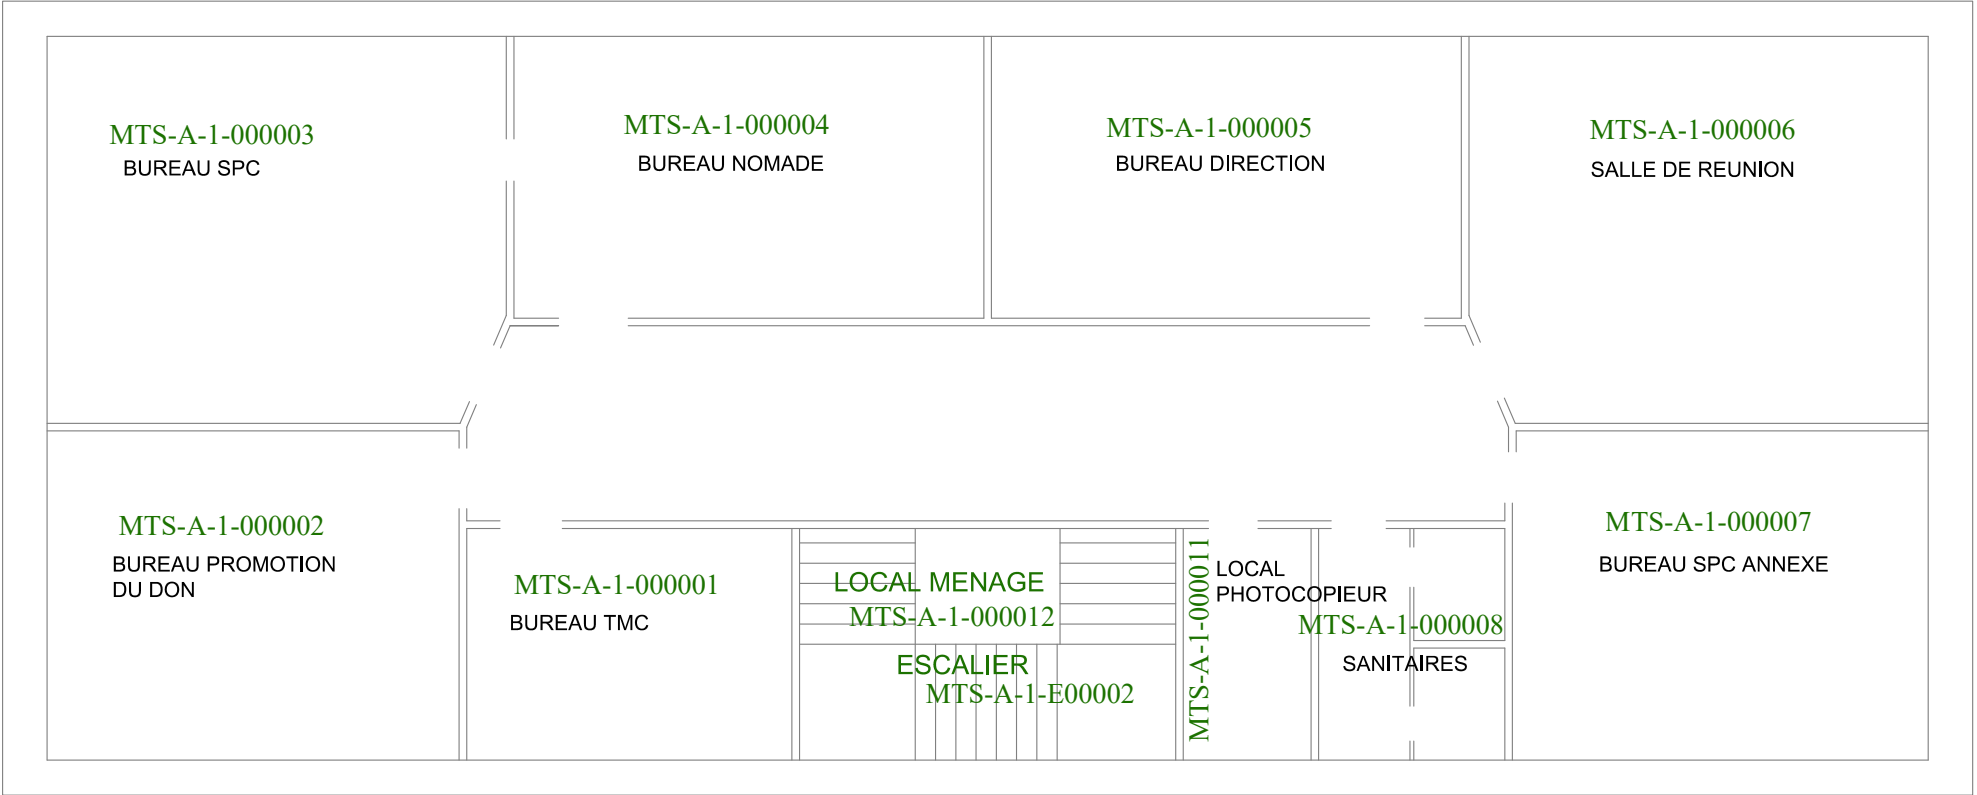 MTS-A-1-000003
BUREAU SPC
MTS-A-1-000004
BUREAU NOMADE
MTS-A-1-000005
BUREAU DIRECTION
MTS-A-1-000006
SALLE DE REUNION
MTS-A-1-000002
BUREAU PROMOTION
DU DON
MTS-A-1-000001
BUREAU TMC
LOCAL MENAGE
MTS-A-1-000012
ESCALIER
MTS-A-1-E00002
MTS-A-1-000011
LOCAL
PHOTOCOPIEUR
MTS-A-1-000008
SANITAIRES
MTS-A-1-000007
BUREAU SPC ANNEXE